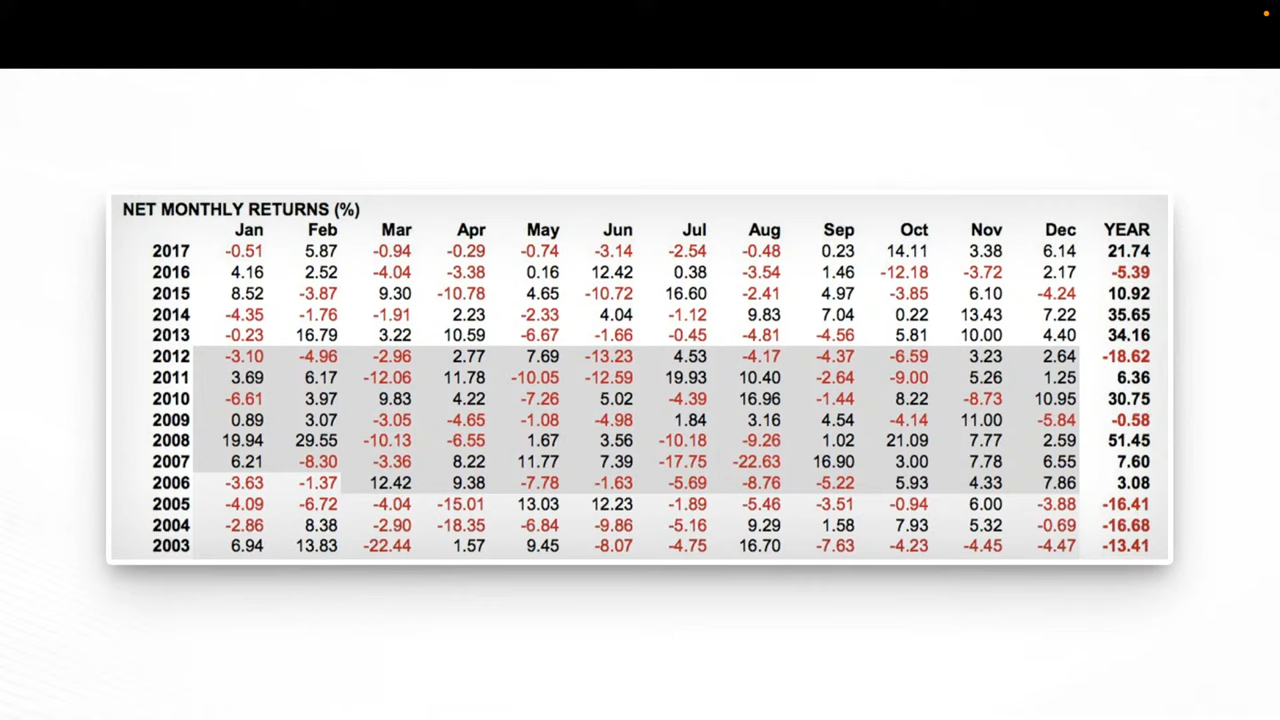 NET MONTHLY RETURNS (%)
Jan Feb Mar Apr May Jun Jul Aug Sep Oct Nov Dec YEAR
2017 -0.51 5.87 -0.94 -0.29 -0.74 -3.14 -2.54 -0.48 0.23 14.11 3.38 6.14 21.74
2016 4.16 2.52 -4.04 -3.38 0.16 12.42 0.38 -3.54 1.46 -12.18 -3.72 2.17 -5.39
2015 8.52 -3.87 9.30 -10.78 4.65 -10.72 16.60 -2.41 4.97 -3.85 6.10 -4.24 10.92
2014 -4.35 -1.76 -1.91 2.23 -2.33 4.04 -1.12 9.83 7.04 0.22 13.43 7.22 35.65
2013 -0.23 16.79 3.22 10.59 -6.67 -1.66 -0.45 -4.81 -4.56 5.81 10.00 4.40 34.16
2012 -3.10 -4.96 -2.96 2.77 7.69 -13.23 4.53 -4.17 -4.37 -6.59 3.23 2.64 -18.62
2011 3.69 6.17 -12.06 11.78 -10.05 -12.59 19.93 10.40 -2.64 -9.00 5.26 1.25 6.36
2010 -6.61 3.97 9.83 4.22 -7.26 5.02 -4.39 16.96 -1.44 8.22 -8.73 10.95 30.75
2009 0.89 3.07 -3.05 -4.65 -1.08 -4.98 1.84 3.16 4.54 -4.14 11.00 -5.84 -0.58
2008 19.94 29.55 -10.13 -6.55 1.67 3.56 -10.18 -9.26 1.02 21.09 7.77 2.59 51.45
2007 6.21 -8.30 -3.36 8.22 11.77 7.39 -17.75 -22.63 16.90 3.00 7.78 6.55 7.60
2006 -3.63 -1.37 12.42 9.38 -7.78 -1.63 -5.69 -8.76 -5.22 5.93 4.33 7.86 3.08
2005 -4.09 -6.72 -4.04 -15.01 13.03 12.23 -1.89 -5.46 -3.51 -0.94 6.00 -3.88 -16.41
2004 -2.86 8.38 -2.90 -18.35 -6.84 -9.86 -5.16 9.29 1.58 7.93 5.32 -0.69 -16.68
2003 6.94 13.83 -22.44 1.57 9.45 -8.07 -4.75 16.70 -7.63 -4.23 -4.45 -4.47 -13.41